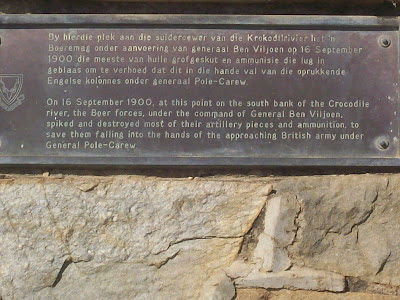 By hierdie plek aan die suideroewer van die Krokodilrivier het 'n
Boeremag onder aanvoering van generaal Ben Viljoen op 16 September
1900 die meeste van hulle grofgeskut en ammunisie die lug in
geblaas om te verhoed dat dit in die hande val van die oprukkende
Engelse kolonnes onder generaal Pole-Carew.
On 16 September 1900, at this point on the south bank of the Crocodile
river, the Boer forces, under the command of General Ben Viljoen,
spiked and destroyed most of their artillery pieces and ammunition, to
save them falling into the hands of the approaching British army under
General Pole-Carew.